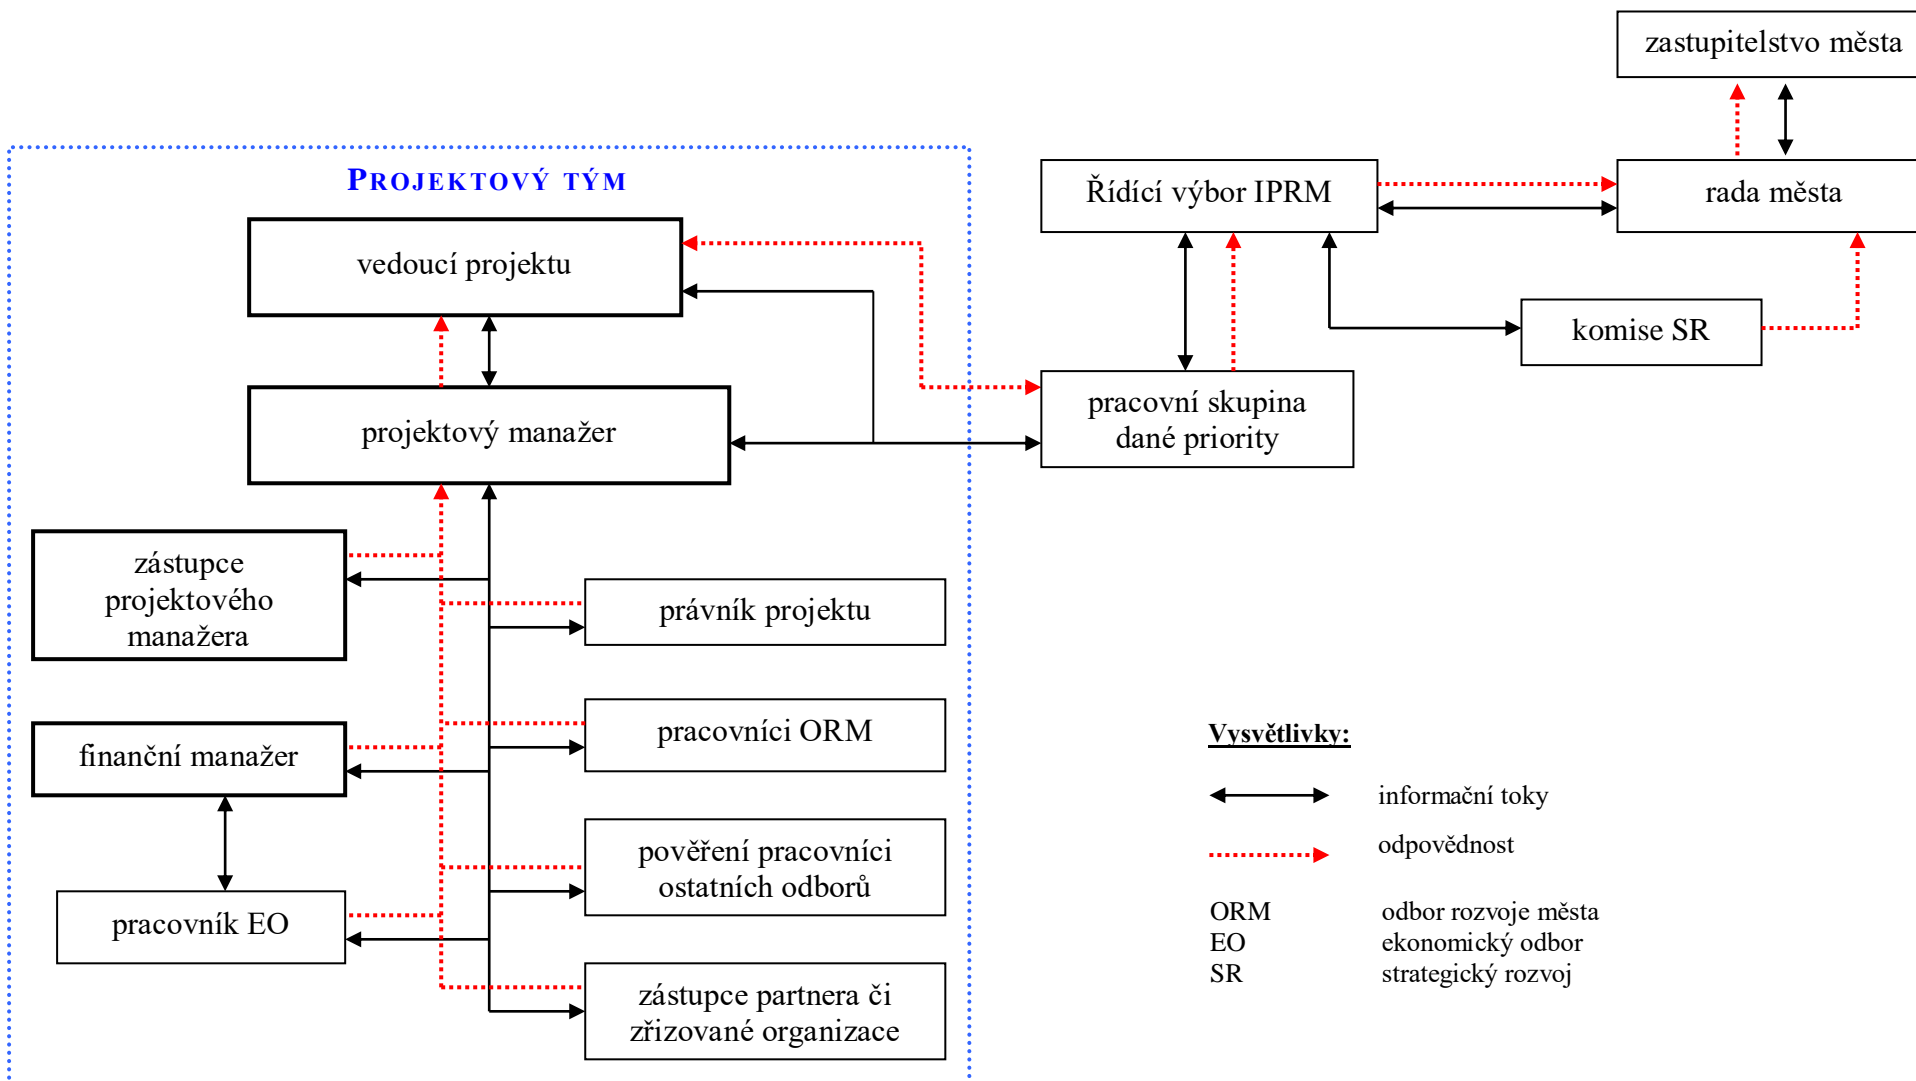 zastupitelstvo města
PROJEKTOVÝ TÝM
Řídící výbor IPRM
rada města
vedoucí projektu
komise SR
projektový manažer
pracovní skupina
dané priority
zástupce
projektového
manažera
právník projektu
pracovníci ORM
finanční manažer
pověření pracovníci
ostatních odborů
pracovník EO
zástupce partnera či
zřizované organizace
Vysvětlivky:
informační toky
odpovědnost
ORM odbor rozvoje města
EO ekonomický odbor
SR strategický rozvoj